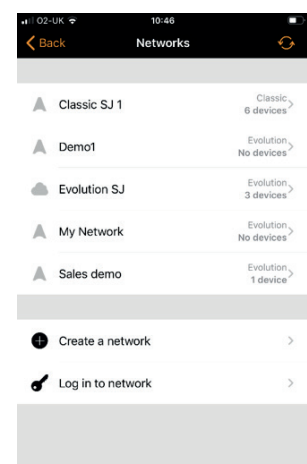 O2-UK 10:46
Back Networks
Classic SJ 1 Classic
6 devices
Demo1 Evolution
No devices
Evolution SJ Evolution
3 devices
My Network Evolution
No devices
Sales demo Evolution
1 device
Create a network
Log in to network